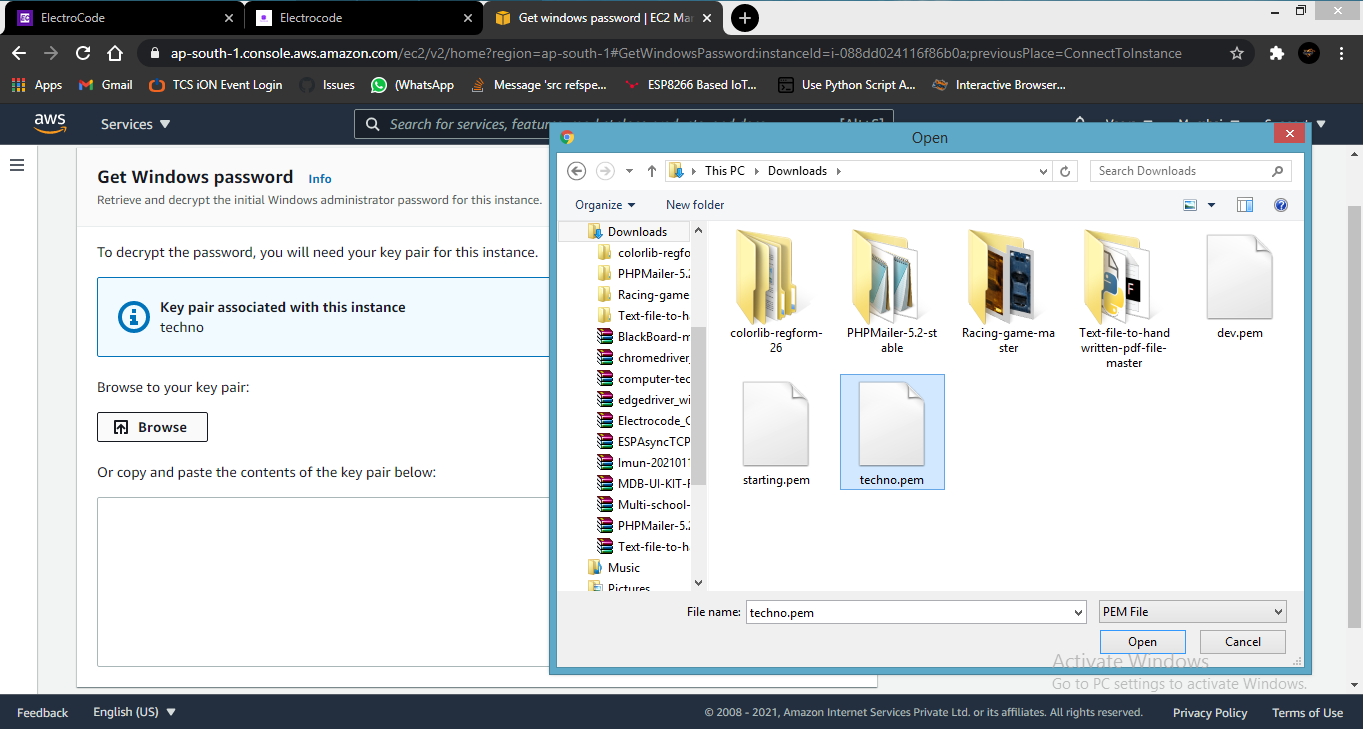 ElectroCode
Electrocode
Get windows password | EC2 Mar
ap-south-1.console.aws.amazon.com/ec2/v2/home?region=ap-south-1#GetWindowsPassword:instanceId=i-088dd024116f86b0a;previousPlace=ConnectToInstance
Apps
Gmail
TCS iON Event Login
Issues
(WhatsApp
Message 'src refspe...
ESP8266 Based IoT...
Use Python Script A...
Interactive Browser...
aws
Services
Search for services,
Open
Get Windows password Info
Retrieve and decrypt the initial Windows administrator password for this instance.
To decrypt the password, you will need your key pair for this instance.
Key pair associated with this instance
techno
Browse to your key pair:
Browse
Or copy and paste the contents of the key pair below:
This PC
Downloads
Search Downloads
Organize
New folder
Downloads
colorlib-regfo
PHPMailer-5.2
Racing-game
Text-file-to-h
BlackBoard-m
chromedriver_
computer-tec
edgedriver_wi
Electrocode_C
ESPAsyncTCP
Imun-2021011
MDB-UI-KIT-F
Multi-school-
PHPMailer-5.2
Text-file-to-h
Music
Pictures
colorlib-regform-
26
PHPMailer-5.2-st
able
Racing-game-ma
ster
Text-file-to-hand
written-pdf-file-
master
dev.pem
starting.pem
techno.pem
File name:
techno.pem
PEM File
Open
Cancel
Activate Windows
Go to PC settings to activate Windows.
Feedback
English (US)
© 2008 - 2021, Amazon Internet Services Private Ltd. or its affiliates. All rights reserved.
Privacy Policy
Terms of Use